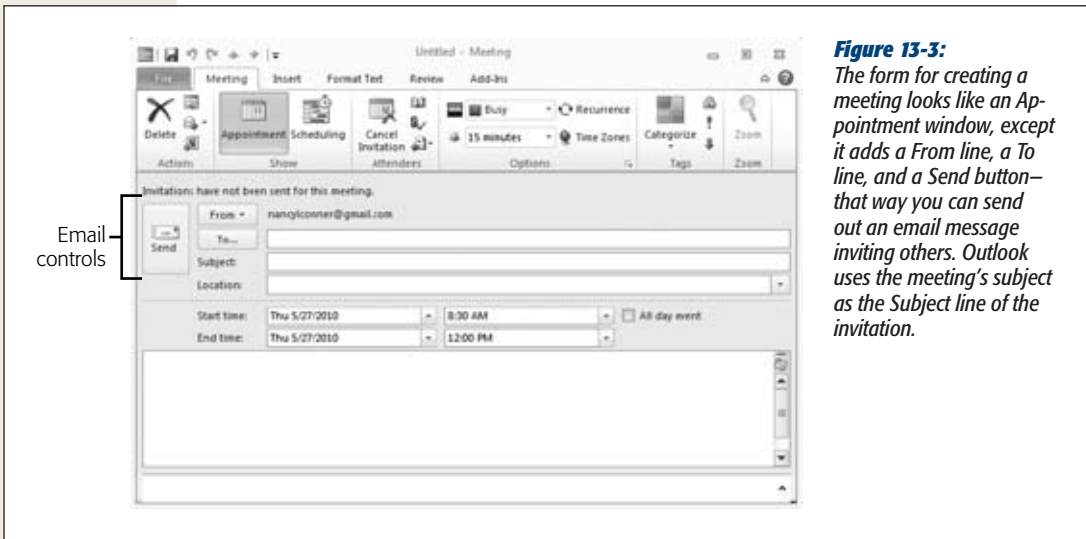 Untitled – Meeting
File Meeting Insert Format Text Review Add-Ins
Delete
Appointment Scheduling
Cancel
Invitation
Busy
15 minutes
Recurrence
Time Zones
Categorize
Zoom
Actions Show Attendees Options Tags Zoom
Invitations have not been sent for this meeting.
Email
controls
Send
From
nancylconner@gmail.com
To...
Subject:
Location:
Start time: Thu 5/27/2010 8:30 AM All day event
End time: Thu 5/27/2010 12:00 PM
Figure 13-3:
The form for creating a
meeting looks like an Ap-
pointment window, except
it adds a From line, a To
line, and a Send button—
that way you can send
out an email message
inviting others. Outlook
uses the meeting's subject
as the Subject line of the
invitation.